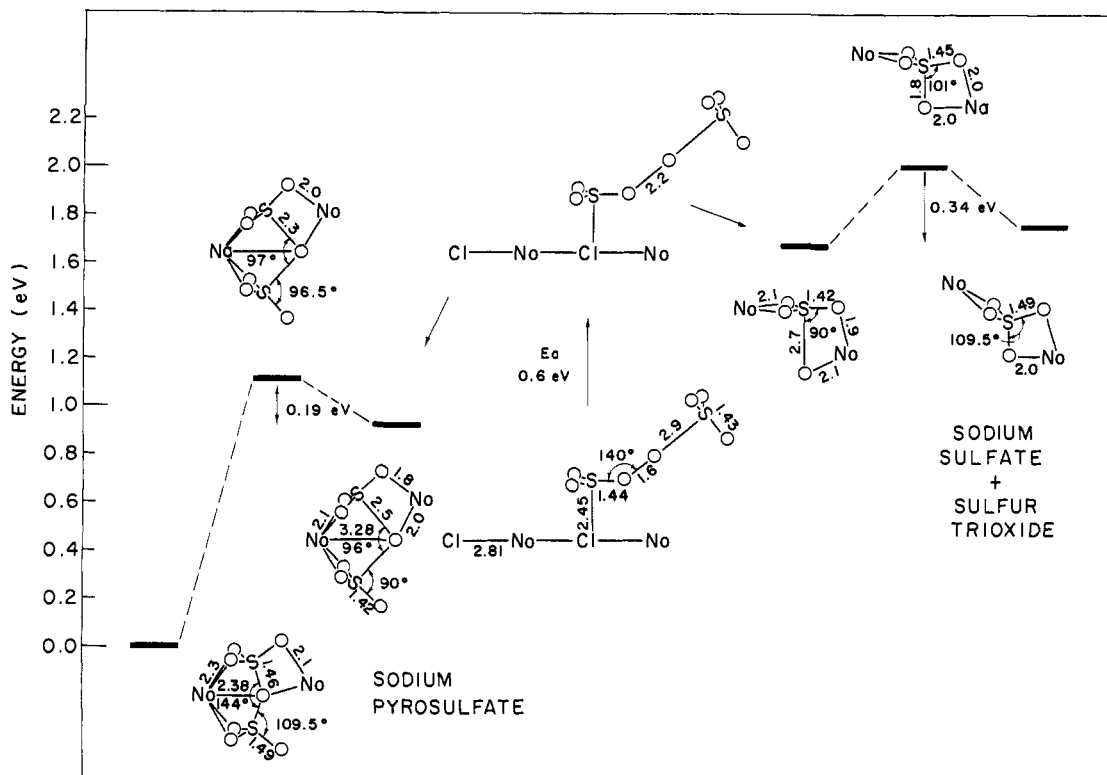 ENERGY (eV)
2.2
2.0
1.8
1.6
1.4
1.2
1.0
0.8
0.6
0.4
0.2
0.0
2.0
Na
S
2.3
Na
97°
S
96.5°
0.19 eV
1.8
S
Na
2.5
2.1
2.0
3.28
Na
96°
S
90°
1.42
2.1
S
2.3
1.46
Na
2.38
Na
144°
S
109.5°
1.49
SODIUM
PYROSULFATE
S
2.2
S
Cl
Na
Cl
Na
Ea
0.6 eV
S
1.43
2.9
140°
1.6
S
1.44
2.45
Cl
2.81
Na
Cl
Na
Na
1.45
S
101°
1.8
2.0
2.0
Na
0.34 eV
2.1
1.42
Na
S
90°
2.7
1.9
Na
2.1
Na
1.49
S
109.5°
Na
2.0
SODIUM
SULFATE
+
SULFUR
TRIOXIDE